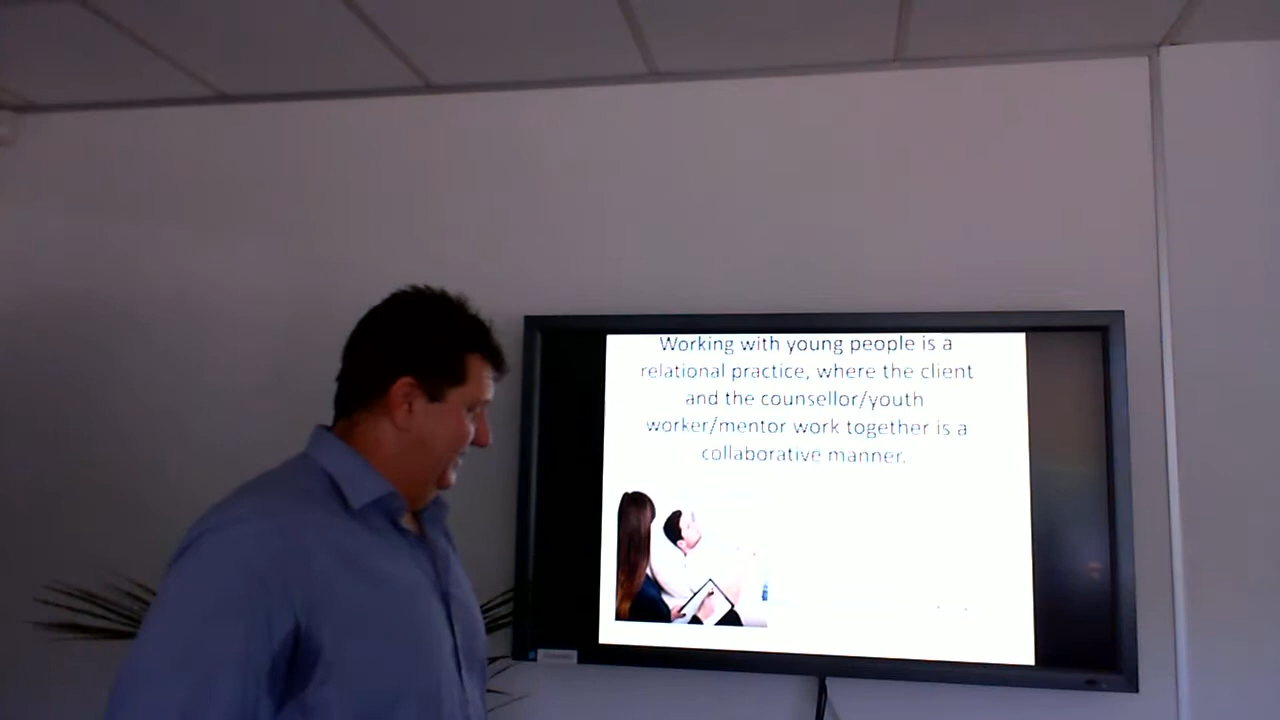 Working with young people is a
relational practice, where the client
and the counsellor/youth
worker/mentor work together is a
collaborative manner.